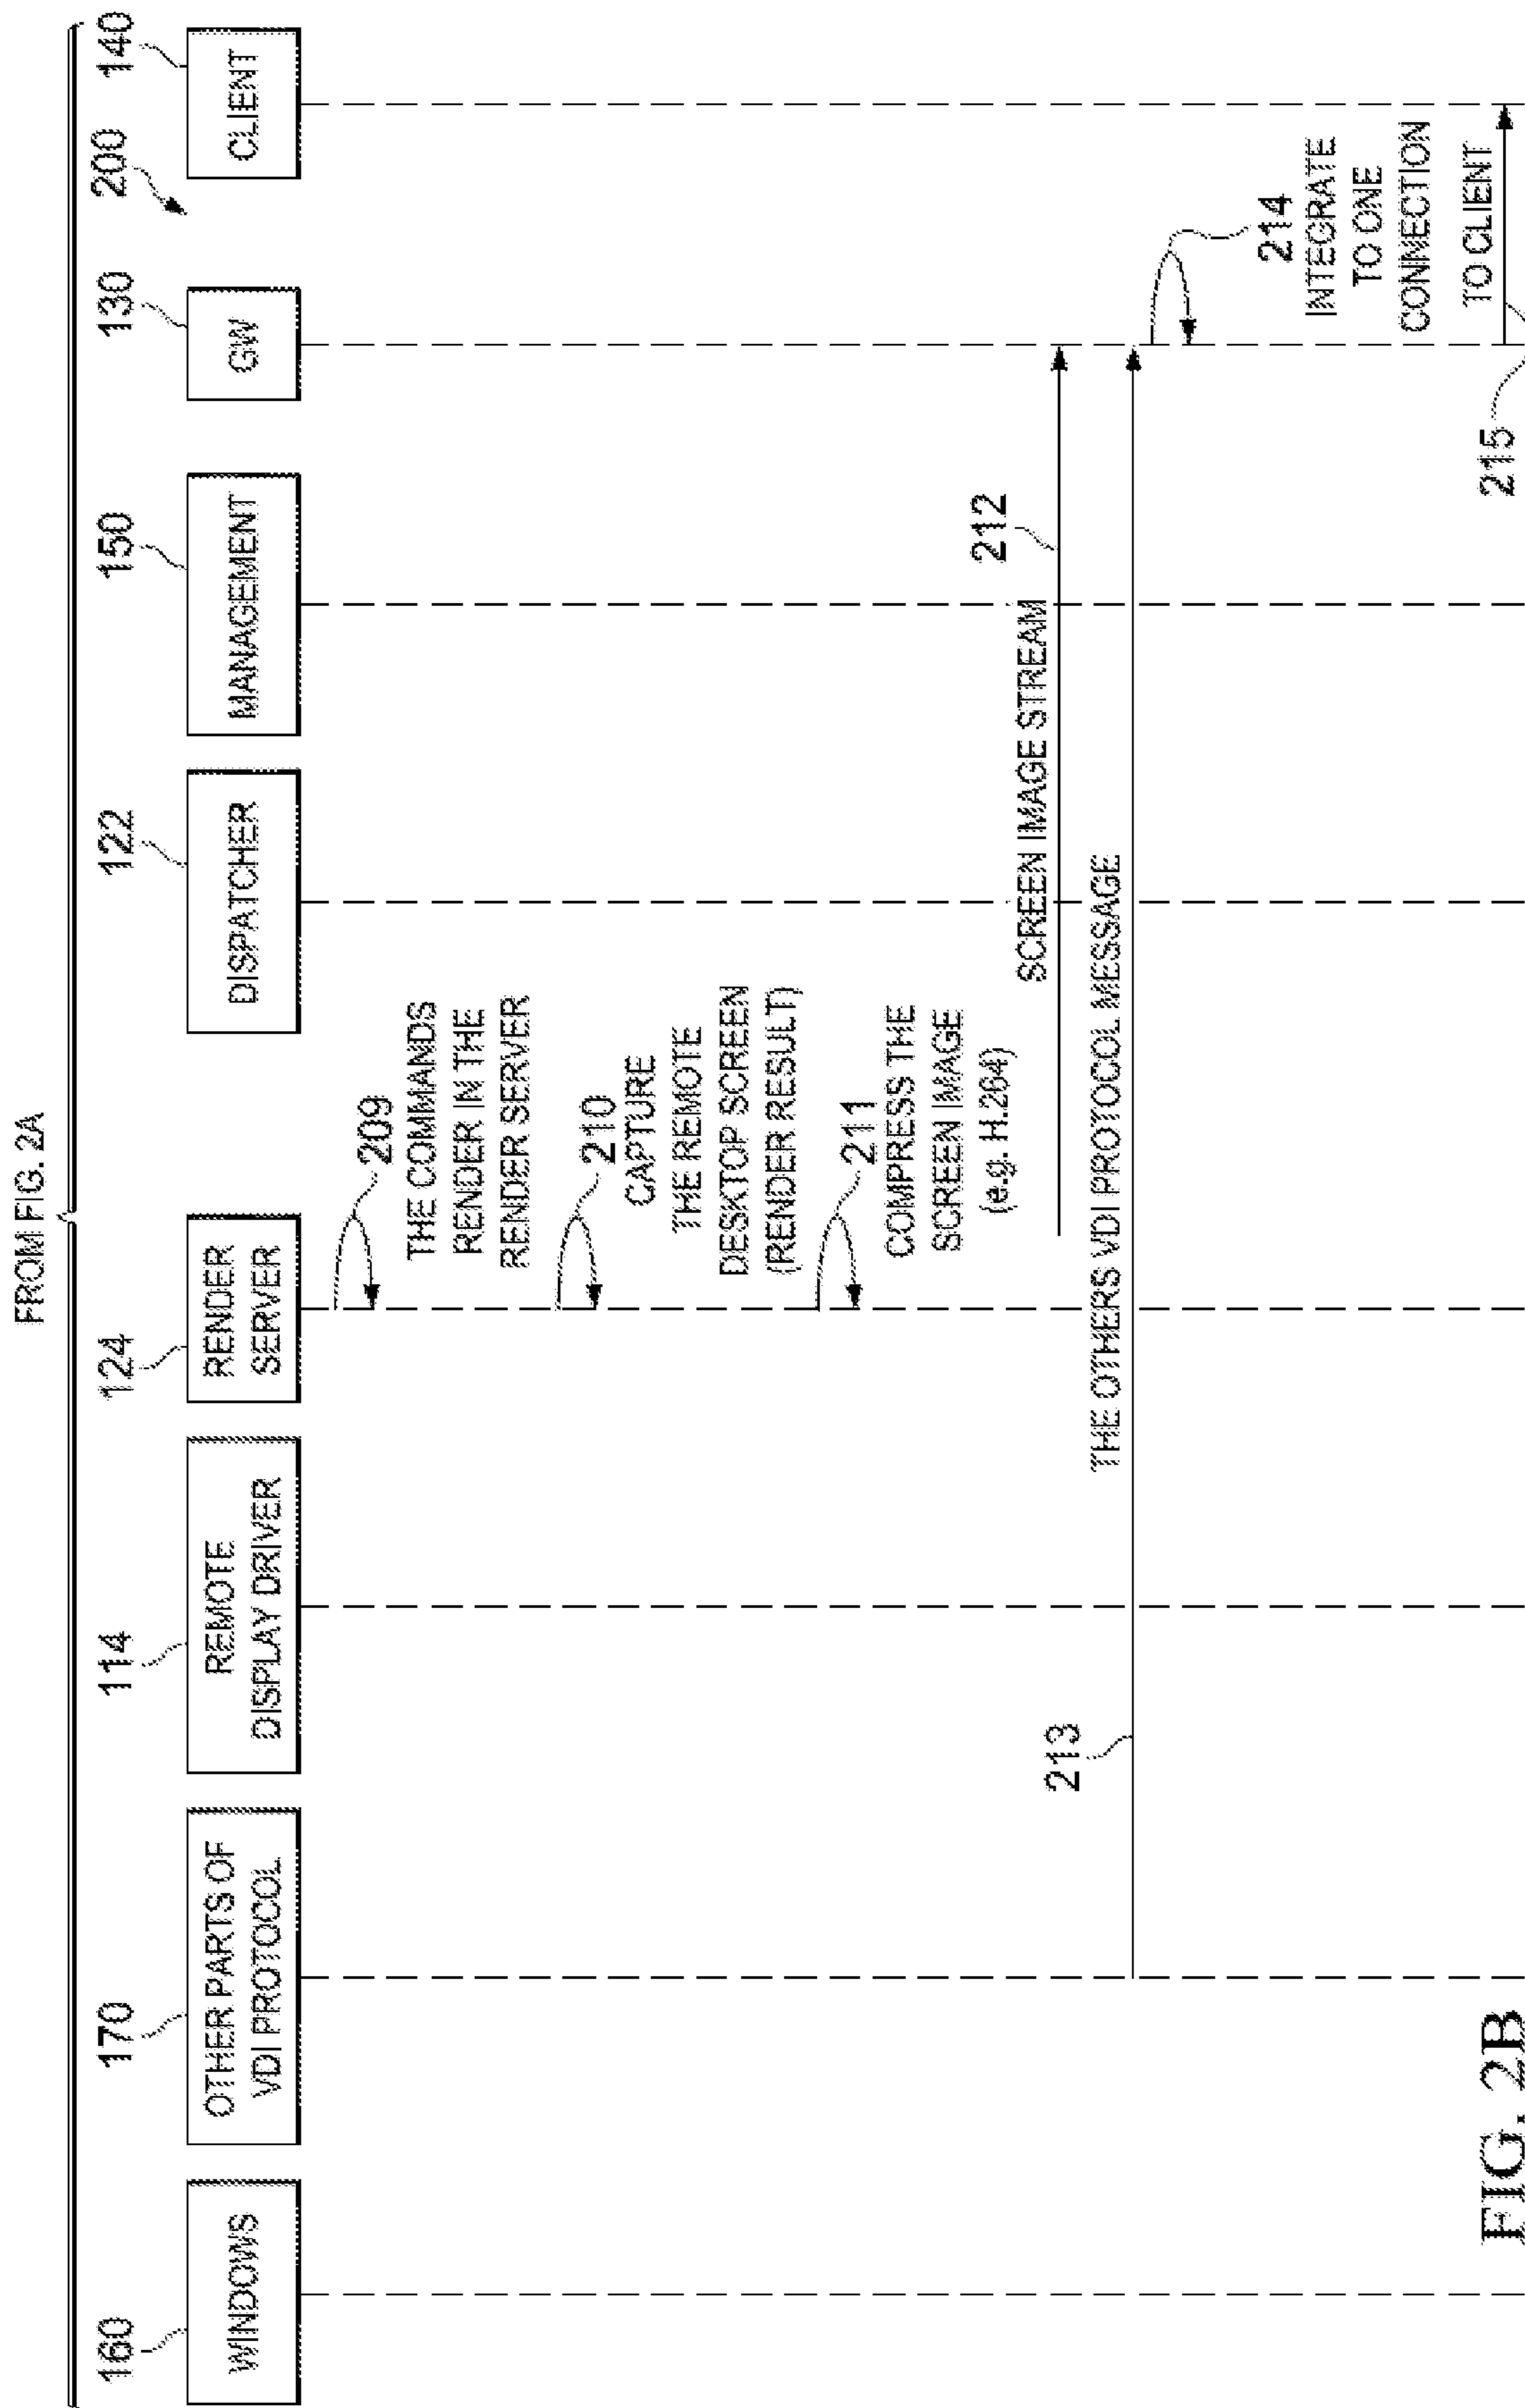 FROM FIG. 2A
160
170
114
124
122
150
130
200
140
WINDOWS
OTHER PARTS OF
VDI PROTOCOL
REMOTE
DISPLAY DRIVER
RENDER
SERVER
DISPATCHER
MANAGEMENT
GW
CLIENT
209
THE COMMANDS
RENDER IN THE
RENDER SERVER
210
CAPTURE
THE REMOTE
DESKTOP SCREEN
(RENDER RESULT)
211
COMPRESS THE
SCREEN IMAGE
(e.g. H.264)
212
SCREEN IMAGE STREAM
213
THE OTHERS VDI PROTOCOL MESSAGE
214
INTEGRATE
TO ONE
CONNECTION
TO CLIENT
215
FIG. 2B